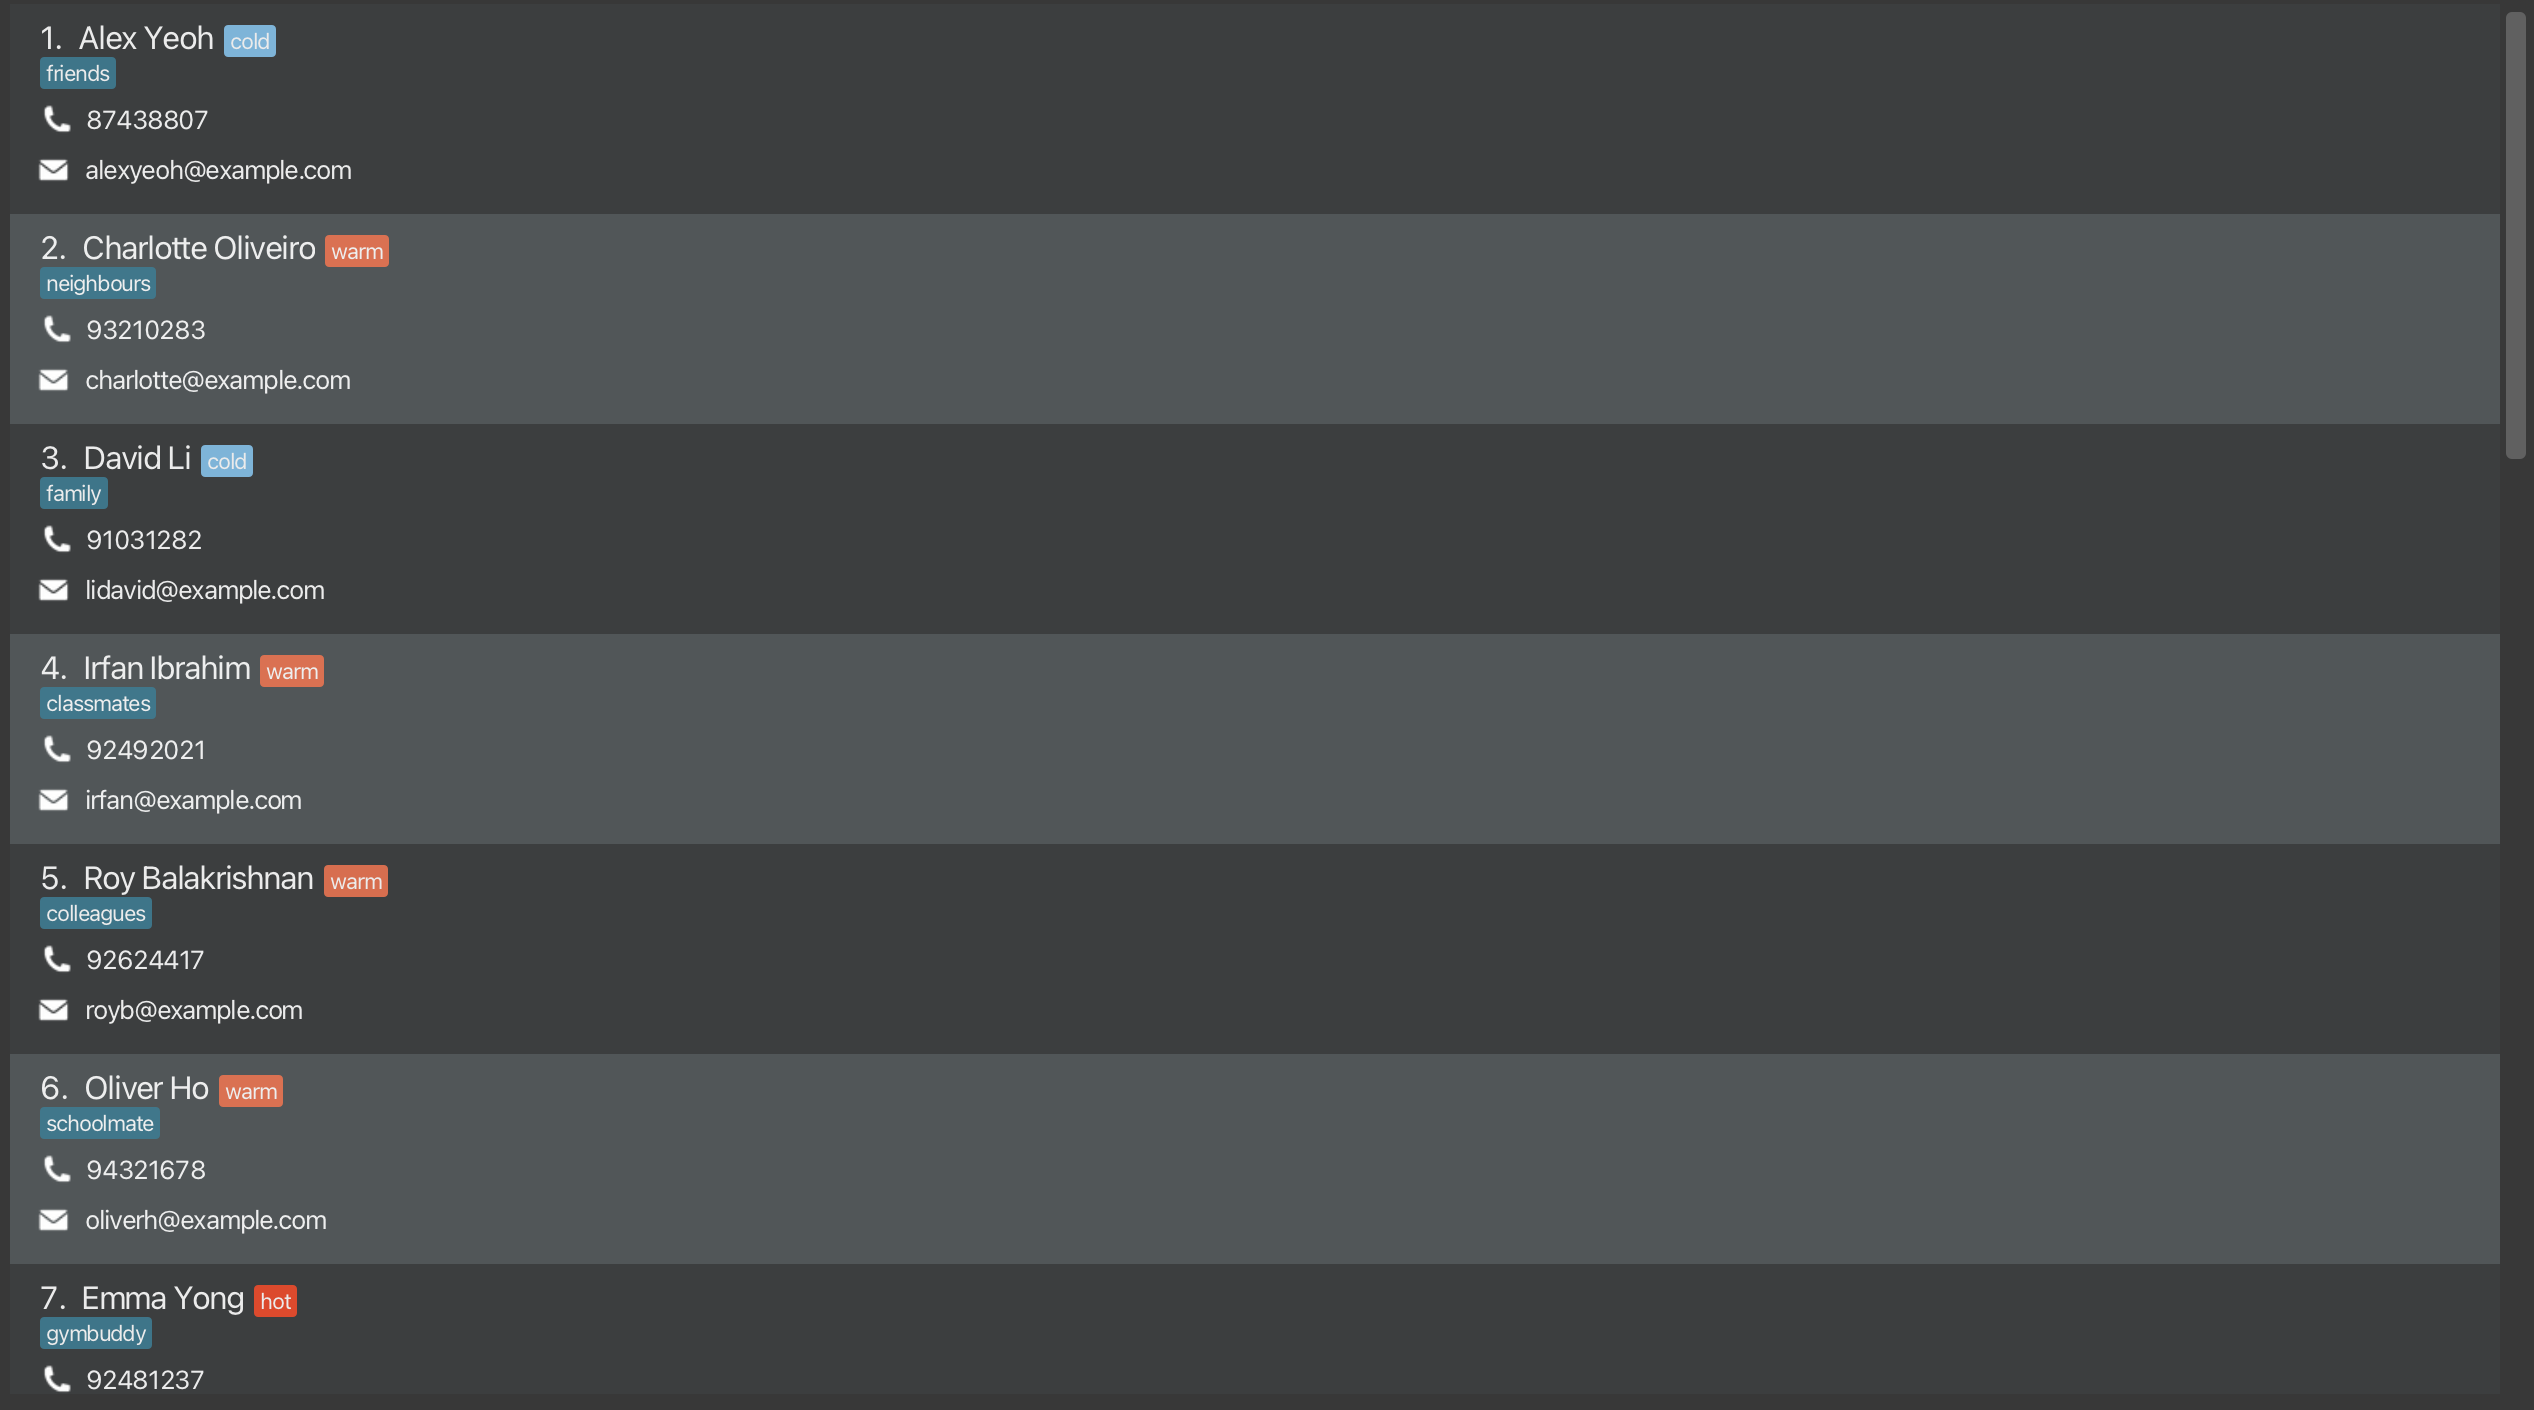 1. Alex Yeoh cold
friends
87438807
alexyeoh@example.com
2. Charlotte Oliveiro warm
neighbours
93210283
charlotte@example.com
3. David Li cold
family
91031282
lidavid@example.com
4. Irfan Ibrahim warm
classmates
92492021
irfan@example.com
5. Roy Balakrishnan warm
colleagues
92624417
royb@example.com
6. Oliver Ho warm
schoolmate
94321678
oliverh@example.com
7. Emma Yong hot
gymbuddy
92481237